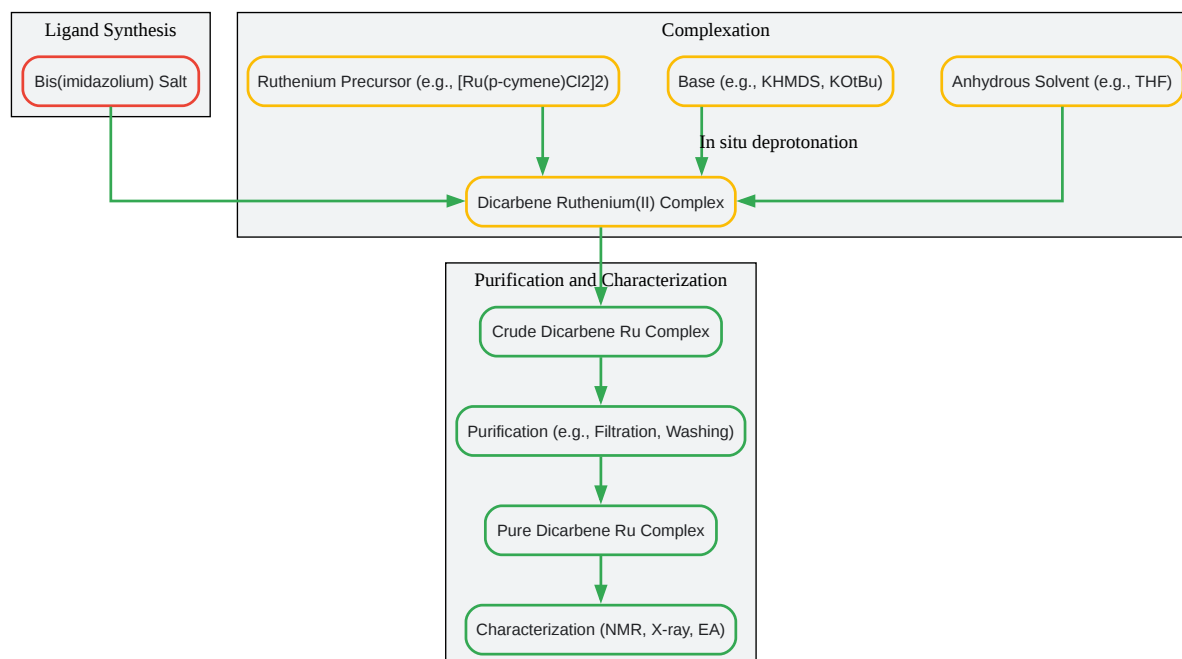 Ligand Synthesis
Complexation
Bis(imidazolium) Salt
Ruthenium Precursor (e.g., [Ru(p-cymene)Cl2]2)
Base (e.g., KHMDS, KOtBu)
Anhydrous Solvent (e.g., THF)
In situ deprotonation
Dicarbene Ruthenium(II) Complex
Purification and Characterization
Crude Dicarbene Ru Complex
Purification (e.g., Filtration, Washing)
Pure Dicarbene Ru Complex
Characterization (NMR, X-ray, EA)